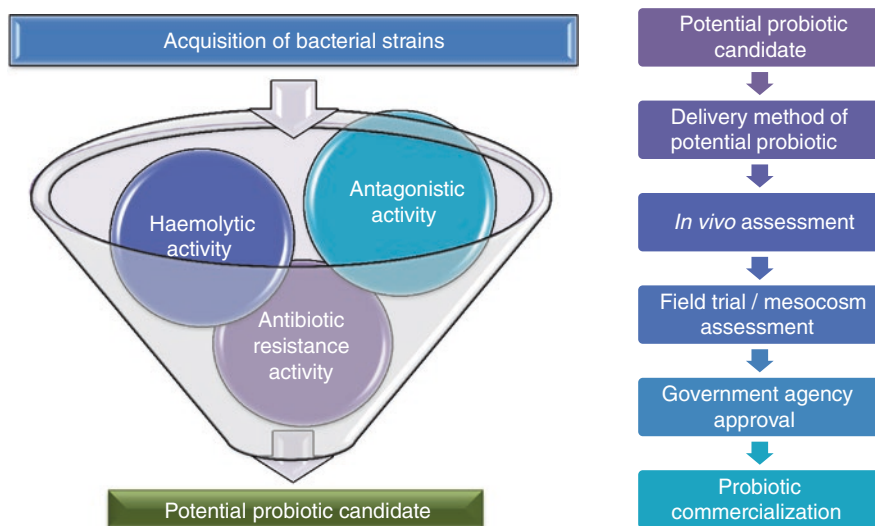 Acquisition of bacterial strains
Haemolytic
activity
Antagonistic
activity
Antibiotic
resistance
activity
Potential probiotic candidate
Potential probiotic
candidate
Delivery method of
potential probiotic
In vivo assessment
Field trial / mesocosm
assessment
Government agency
approval
Probiotic
commercialization